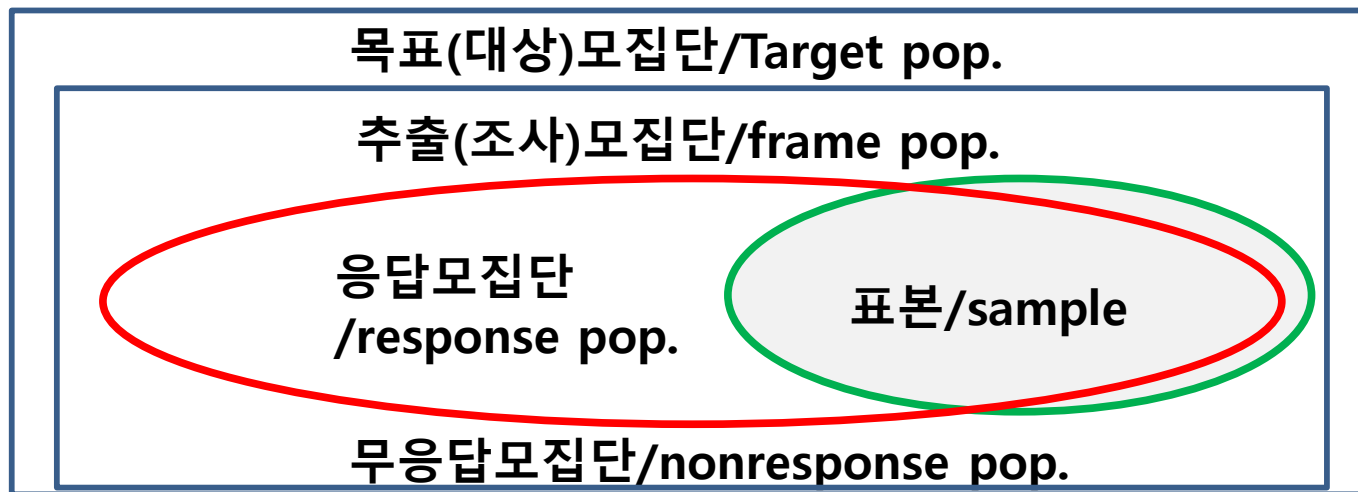 목표(대상)모집단/Target pop.
추출(조사)모집단/frame pop.
응답모집단
/response pop.
표본/sample
무응답모집단/nonresponse pop.